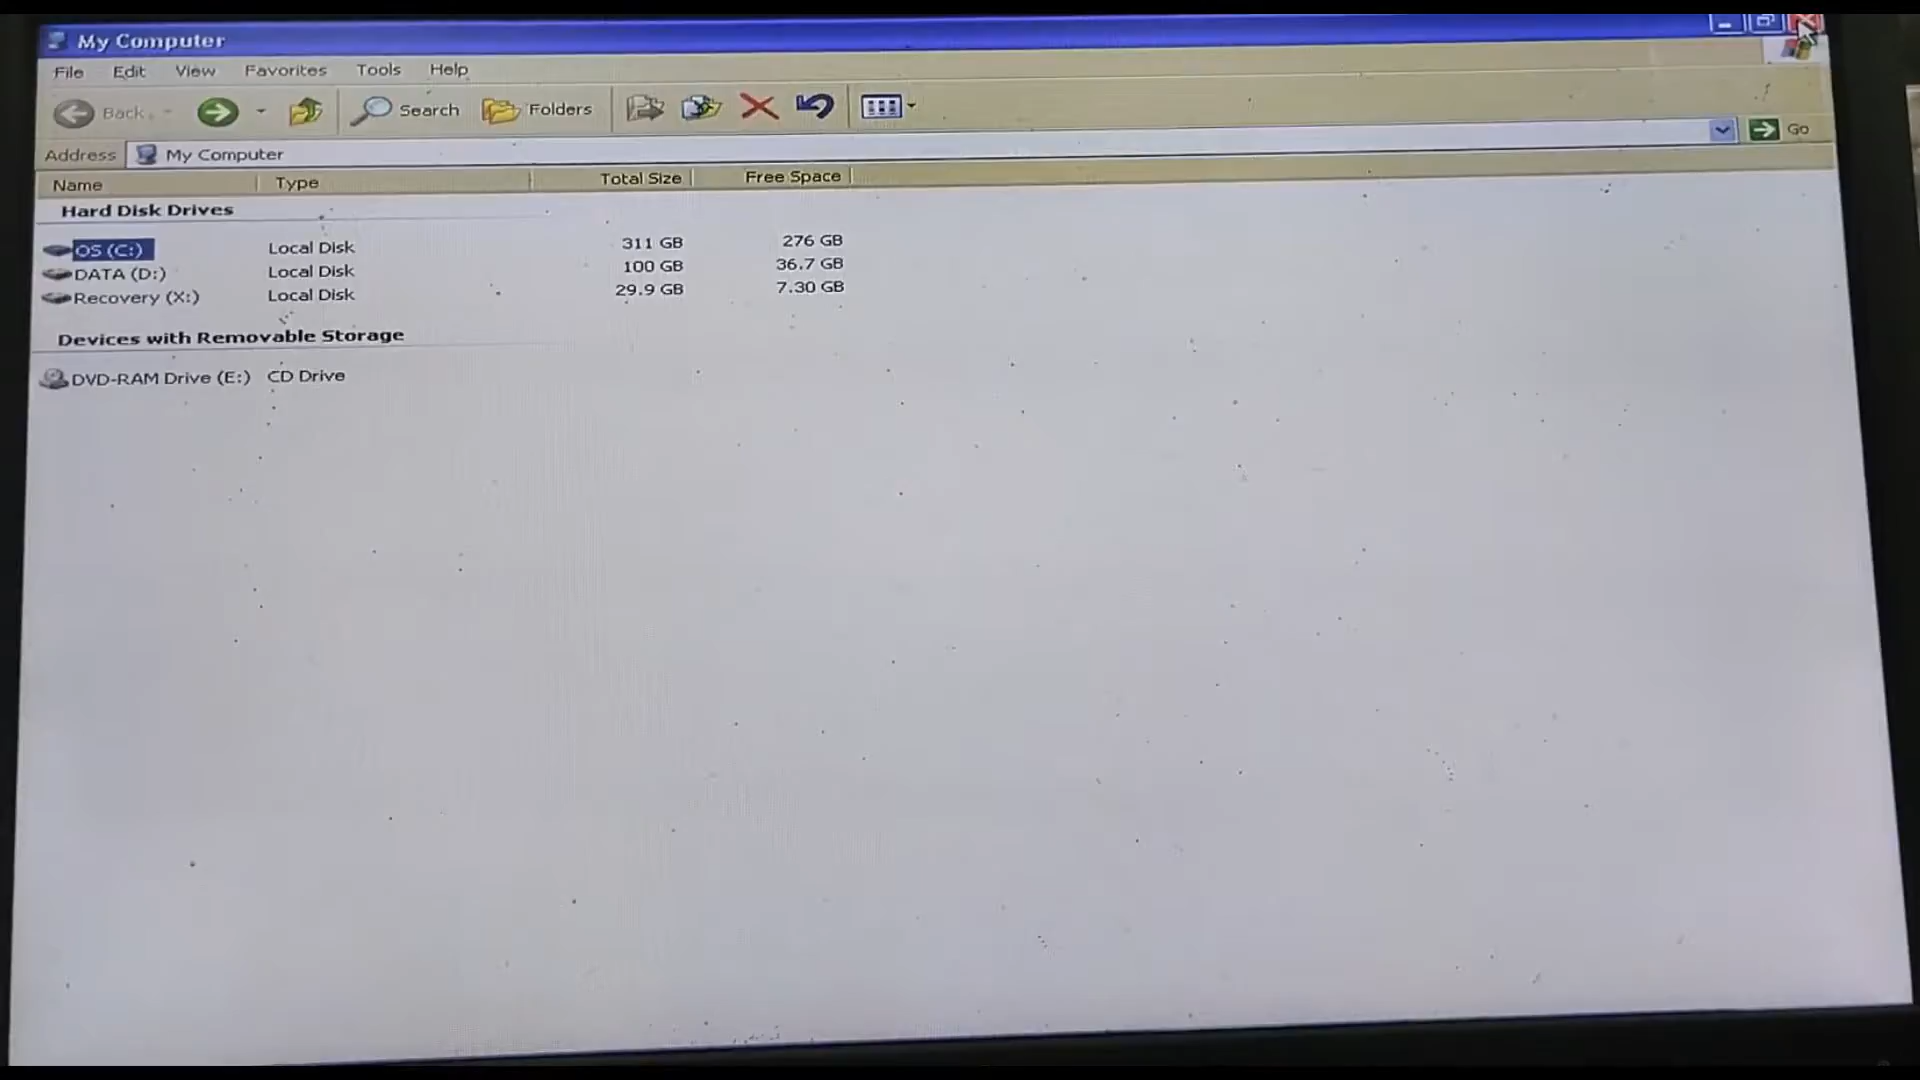 My Computer
File Edit View Favorites Tools Help
Back Search Folders
Address My Computer Go
Name Type Total Size Free Space
Hard Disk Drives
OS (C:) Local Disk 311 GB 276 GB
DATA (D:) Local Disk 100 GB 36.7 GB
Recovery (X:) Local Disk 29.9 GB 7.30 GB
Devices with Removable Storage
DVD-RAM Drive (E:) CD Drive